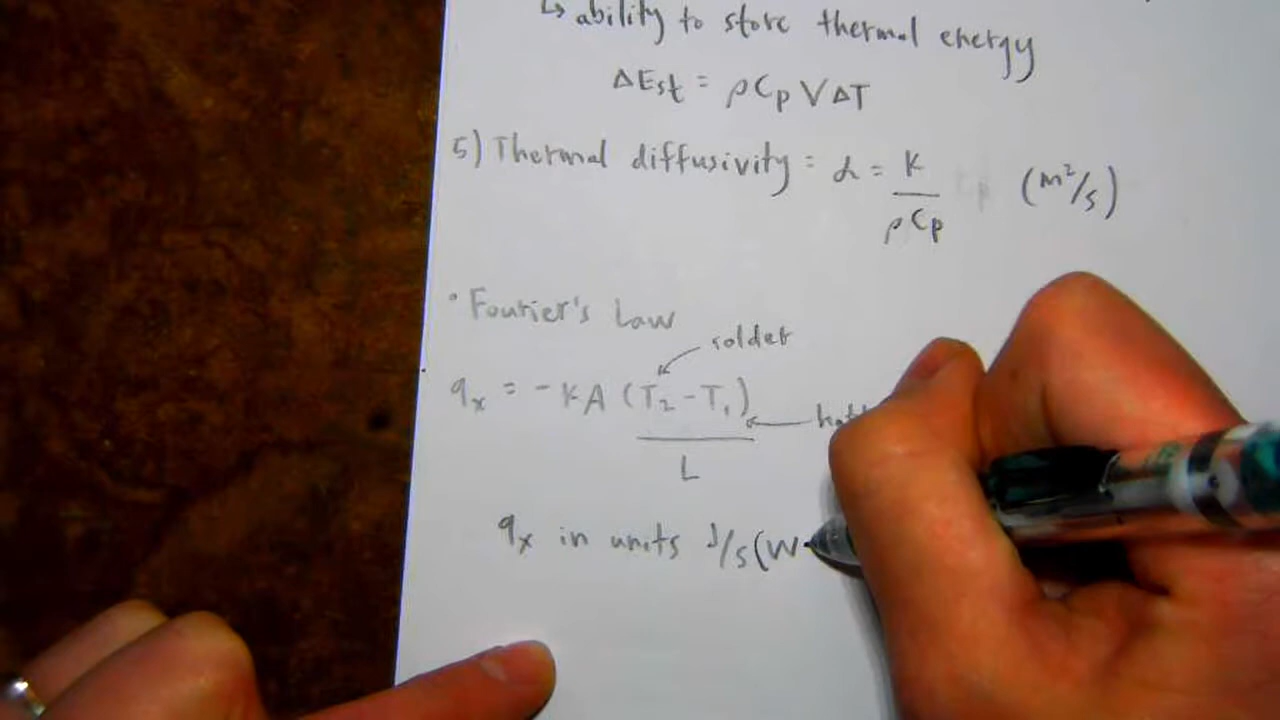 ↳ ability to store thermal energy
ΔEst = ρCp V ΔT
5) Thermal diffusivity = α = k / ρCp (m²/s)
• Fourier's Law
colder
qx = -kA (T2 - T1) / L
qx in units J/s (W